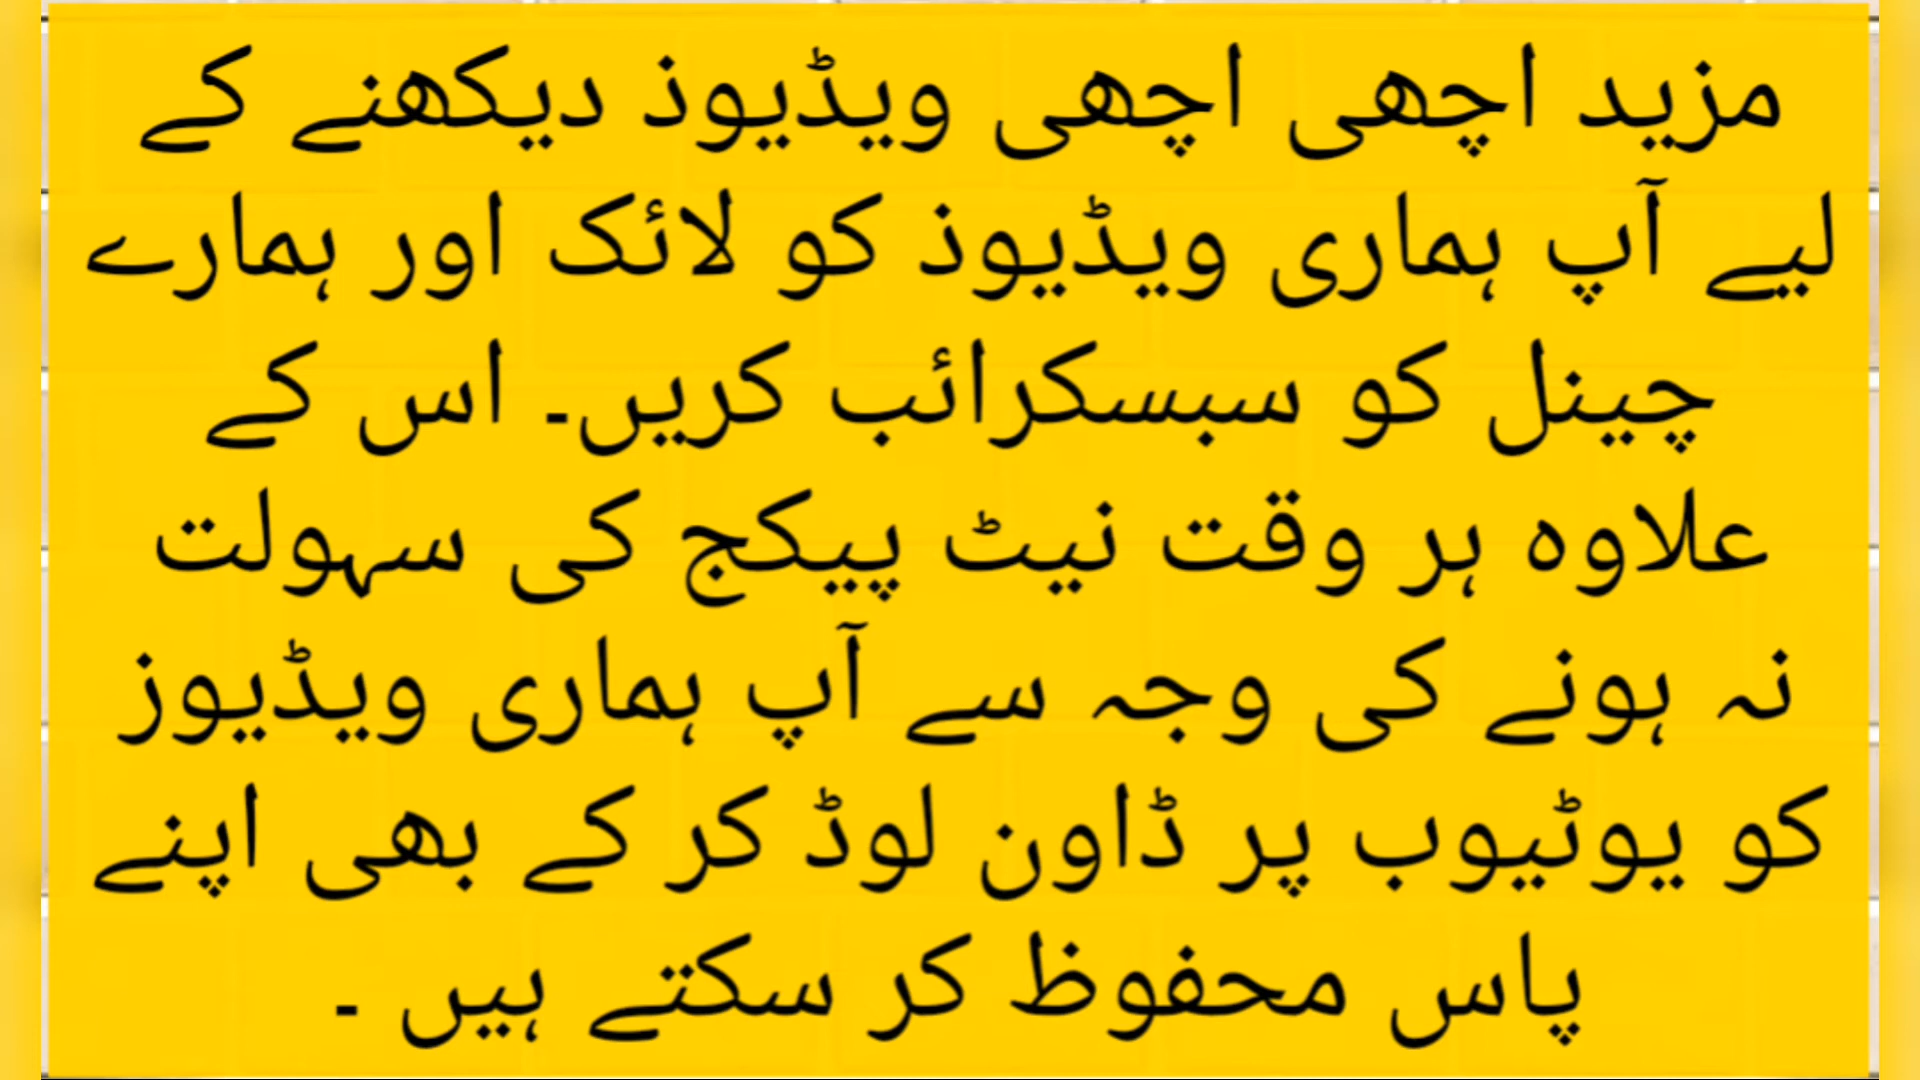 مزید اچھی اچھی ویڈیوذ دیکھنے کے
لیے آپ ہماری ویڈیوذ کو لائک اور ہمارے
چینل کو سبسکرائب کریں۔ اس کے
علاوہ ہر وقت نیٹ پیکج کی سہولت
نہ ہونے کی وجہ سے آپ ہماری ویڈیوز
کو یوٹیوب پر ڈاون لوڈ کر کے بھی اپنے
پاس محفوظ کر سکتے ہیں ۔